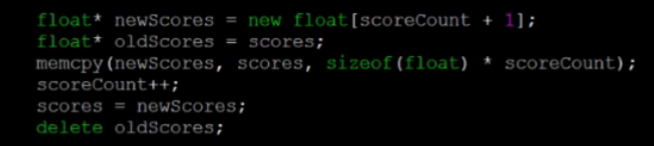 float* newScores = new float[scoreCount + 1];
float* oldScores = scores;
memcpy(newScores, scores, sizeof(float) * scoreCount);
scoreCount++;
scores = newScores;
delete oldScores;